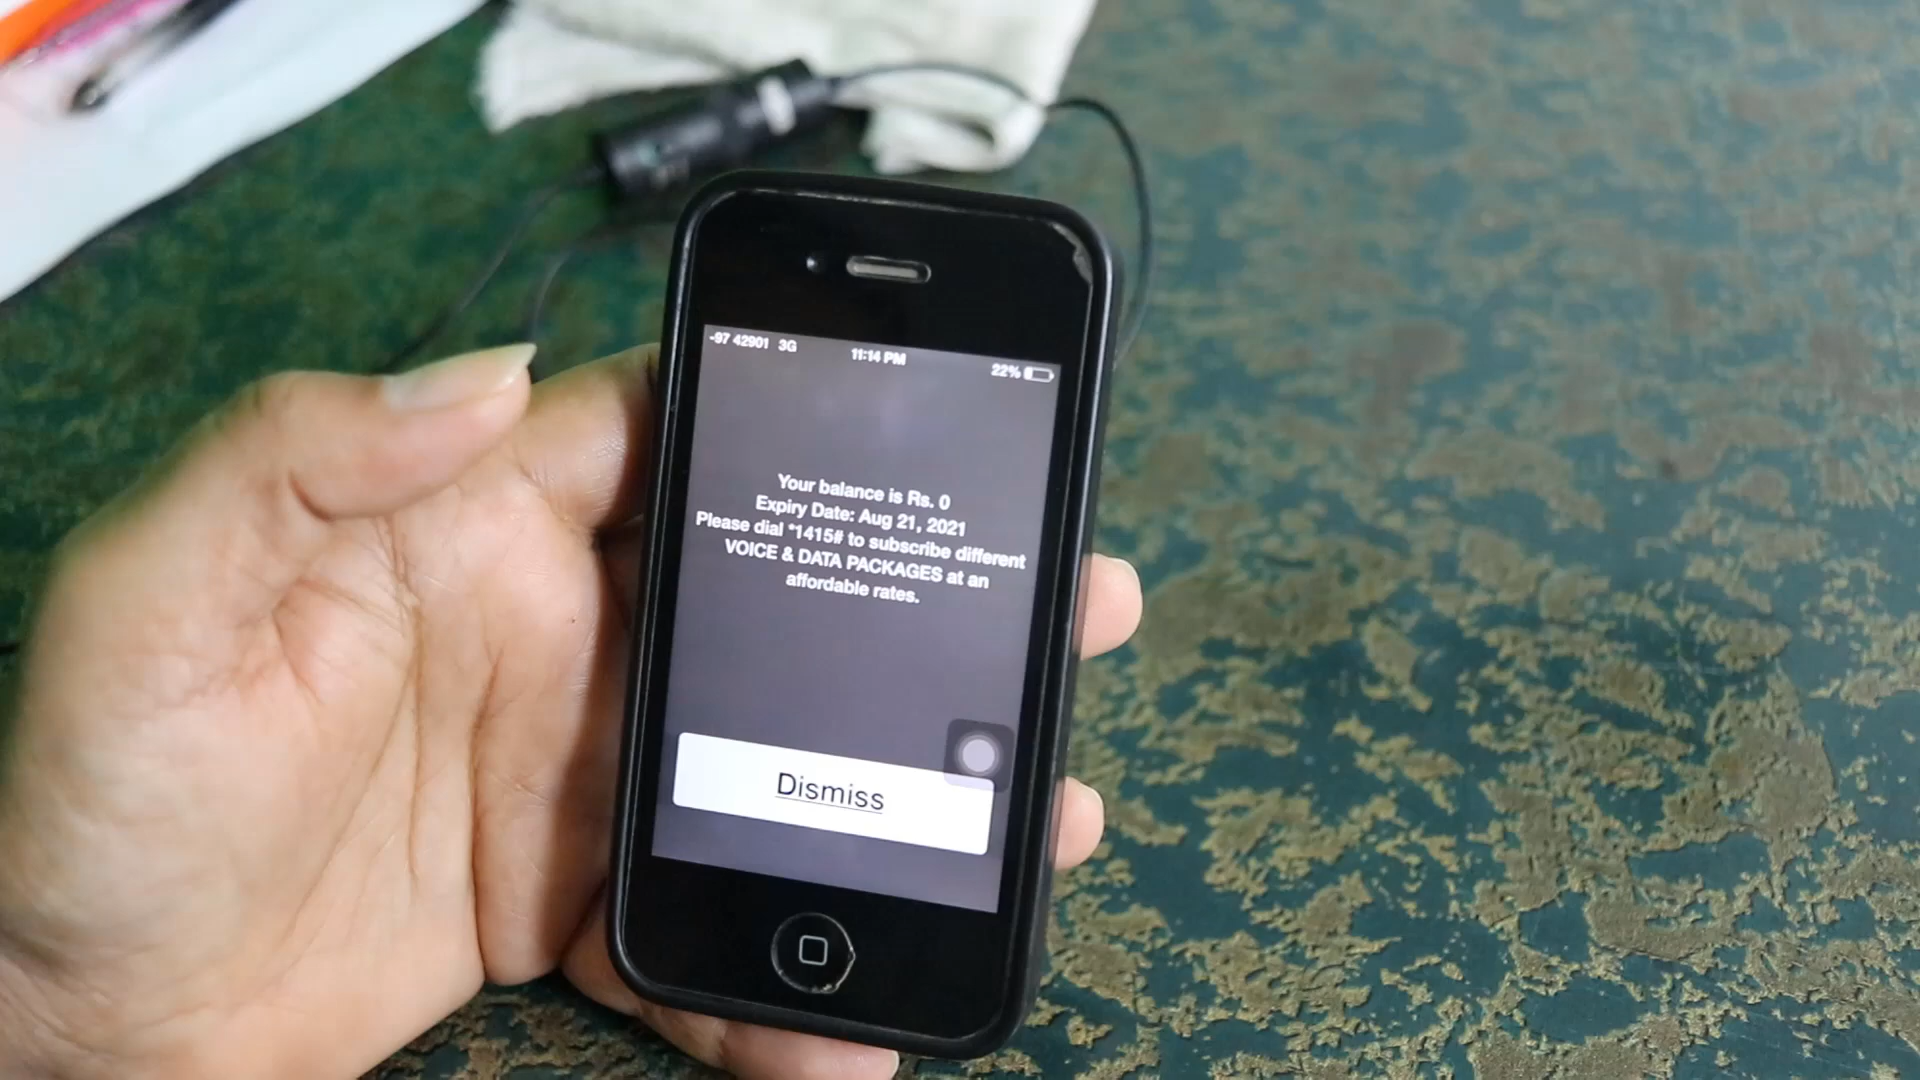 -97 42901 3G 11:14 PM 22%
Your balance is Rs. 0
Expiry Date: Aug 21, 2021
Please dial *1415# to subscribe different
VOICE & DATA PACKAGES at an
affordable rates.
Dismiss